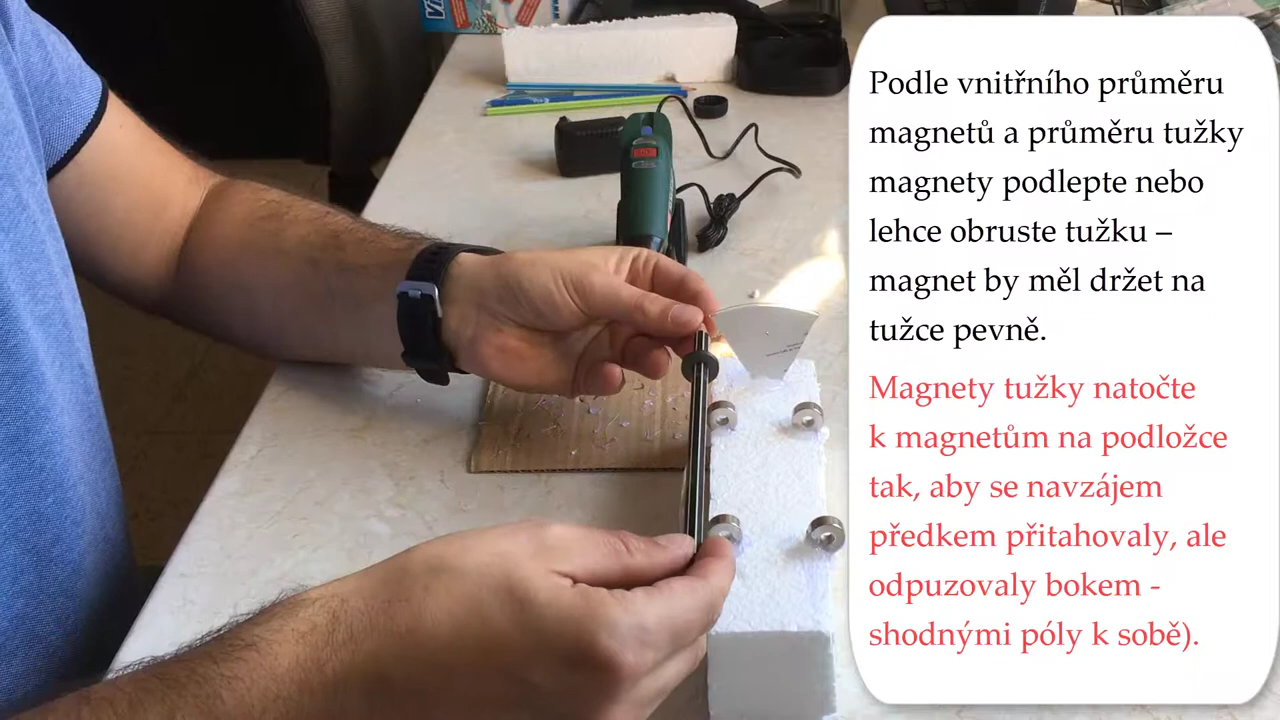 Podle vnitřního průměru
magnetů a průměru tužky
magnety podlepte nebo
lehce obruste tužku –
magnet by měl držet na
tužce pevně.
Magnety tužky natočte
k magnetům na podložce
tak, aby se navzájem
předkem přitahovaly, ale
odpuzovaly bokem -
shodnými póly k sobě).